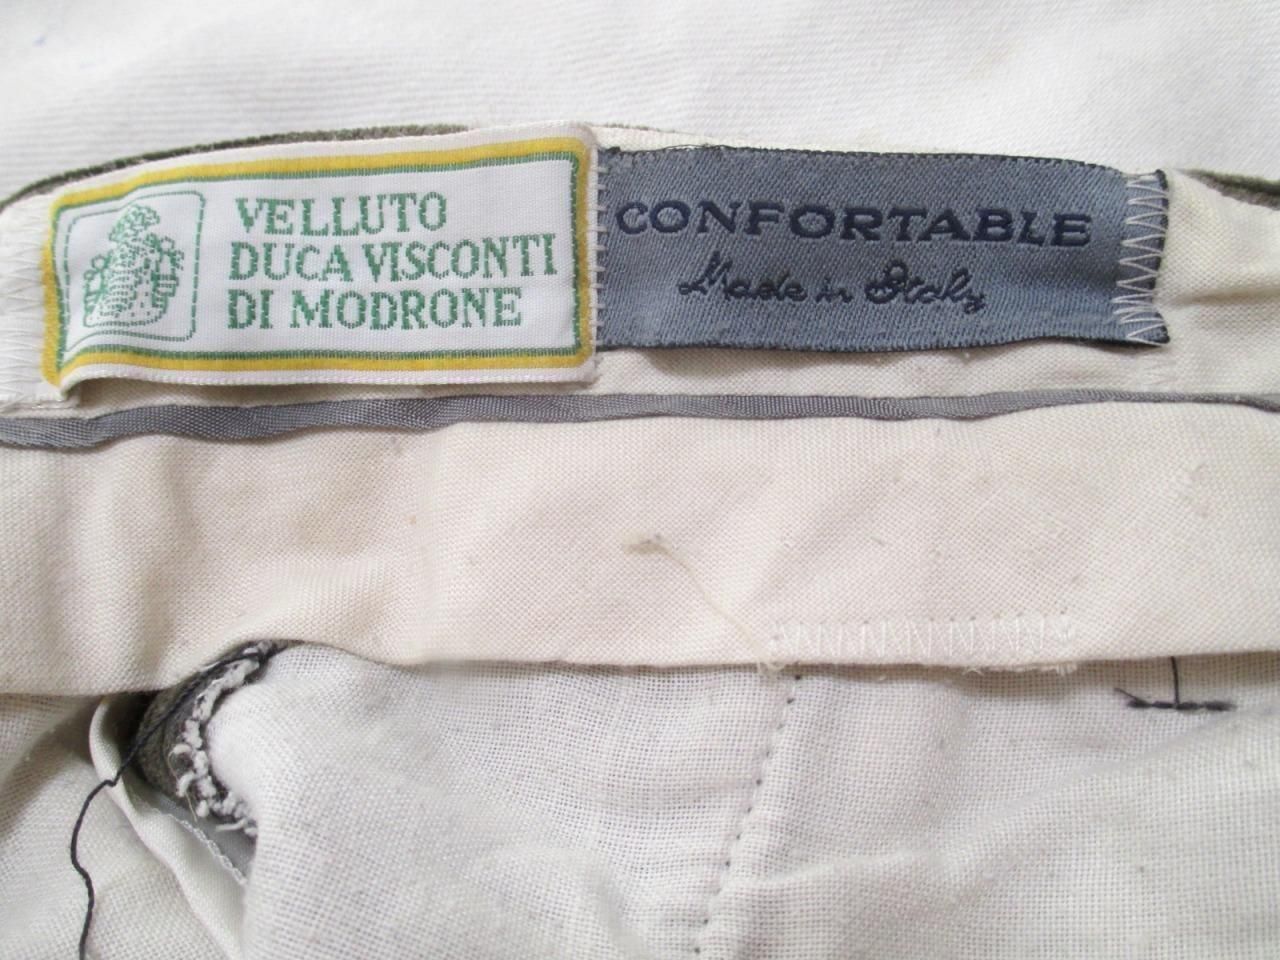 VELLUTO
DUCA VISCONTI
DI MODRONE
CONFORTABLE
Made in Italy